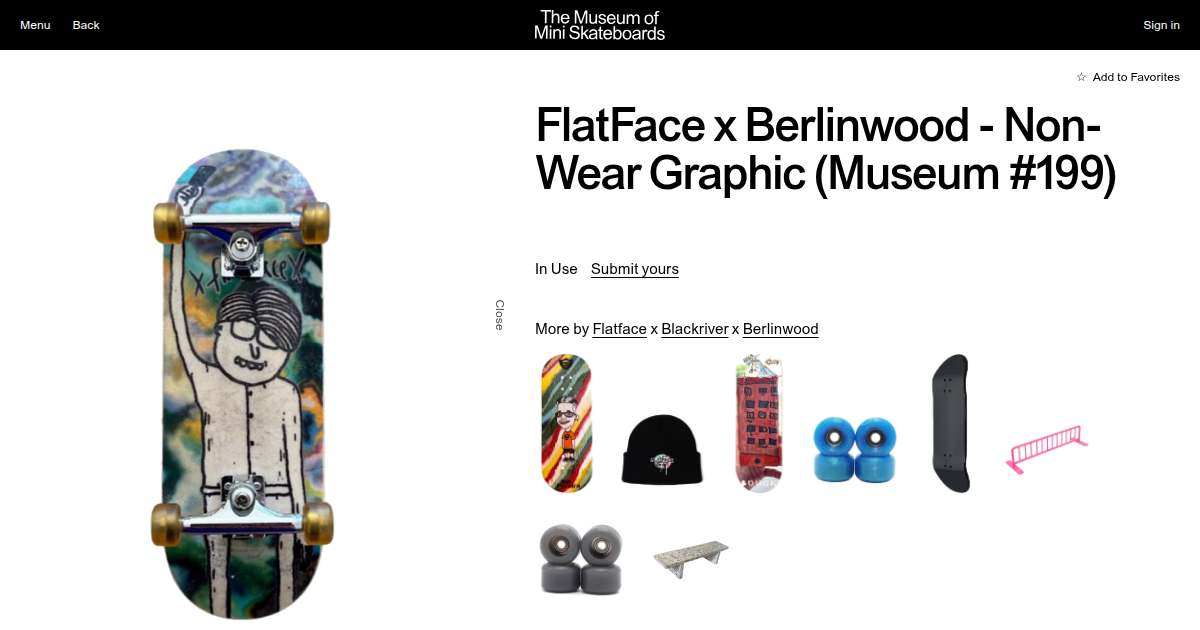 Menu
Back
The Museum of
Mini Skateboards
Sign in
☆ Add to Favorites
FlatFace x Berlinwood - Non-
Wear Graphic (Museum #199)
In Use Submit yours
Close
More by Flatface x Blackriver x Berlinwood